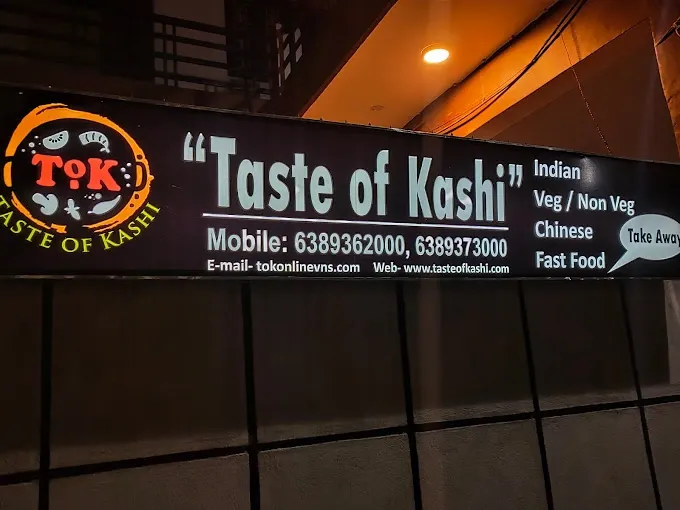 ToK
TASTE OF KASHI
“Taste of Kashi”
Mobile: 6389362000, 6389373000
E-mail- tokonlinevns.com Web- www.tasteofkashi.com
Indian
Veg / Non Veg
Chinese
Fast Food
Take Away